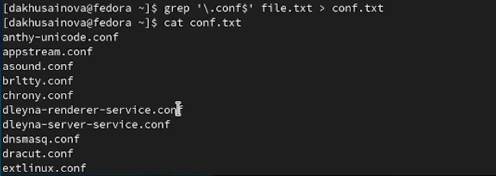 [dakhusainova@fedora ~]$ grep '\.conf$' file.txt > conf.txt
[dakhusainova@fedora ~]$ cat conf.txt
anthy-unicode.conf
appstream.conf
asound.conf
brltty.conf
chrony.conf
dleyna-renderer-service.conf
dleyna-server-service.conf
dnsmasq.conf
dracut.conf
extlinux.conf